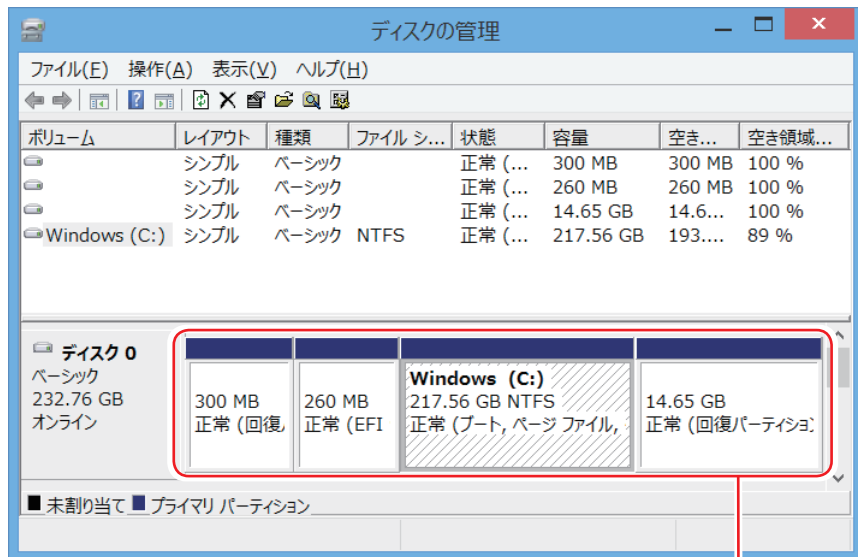 ディスクの管理
ファイル(F) 操作(A) 表示(V) ヘルプ(H)
ボリューム レイアウト 種類 ファイル シ... 状態 容量 空き... 空き領域...
シンプル ベーシック 正常 (... 300 MB 300 MB 100 %
シンプル ベーシック 正常 (... 260 MB 260 MB 100 %
シンプル ベーシック 正常 (... 14.65 GB 14.6... 100 %
Windows (C:) シンプル ベーシック NTFS 正常 (... 217.56 GB 193.... 89 %
ディスク 0
ベーシック
232.76 GB
オンライン
300 MB
正常 (回復
260 MB
正常 (EFI
Windows (C:)
217.56 GB NTFS
正常 (ブート, ページ ファイル,
14.65 GB
正常 (回復パーティション
未割り当て プライマリ パーティション